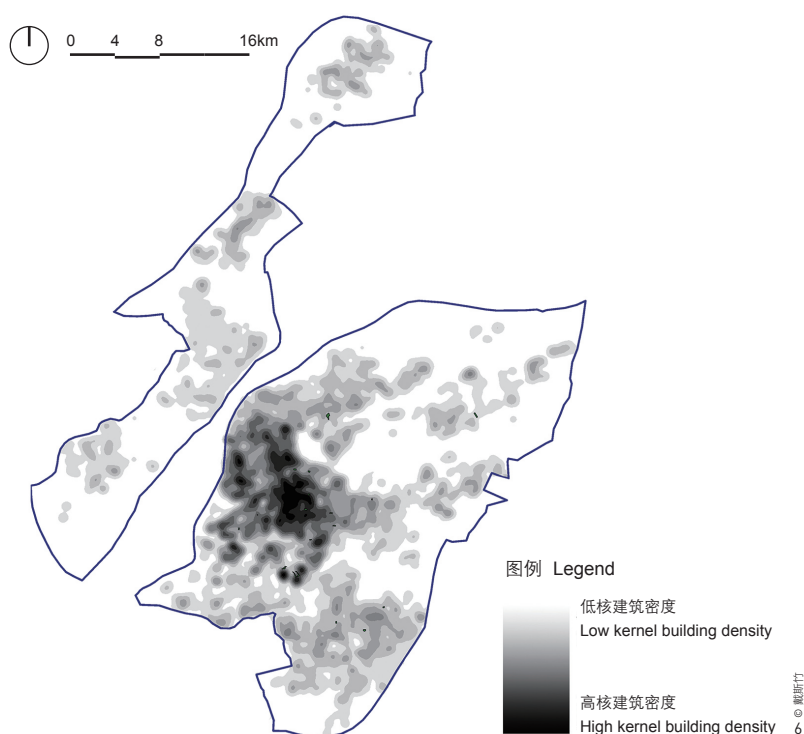 0 4 8 16km
图例 Legend
低核建筑密度
Low kernel building density
高核建筑密度
High kernel building density
© 戴斯竹
6